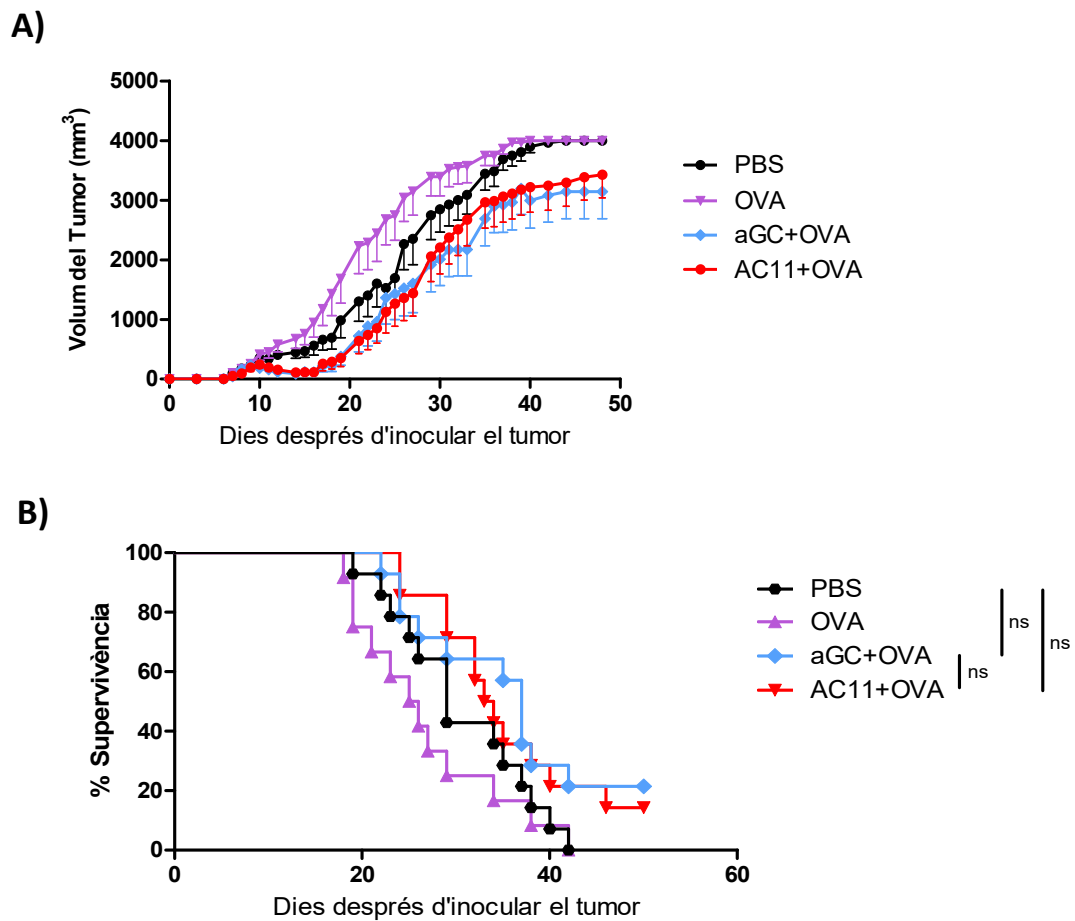 A)
5000
4000
3000
2000
1000
0
Volum del Tumor (mm³)
0 10 20 30 40 50
Dies després d'inocular el tumor
PBS
OVA
aGC+OVA
AC11+OVA
B)
100
80
60
40
20
0
% Supervivència
0 20 40 60
Dies després d'inocular el tumor
PBS
OVA
aGC+OVA
AC11+OVA
ns
ns
ns